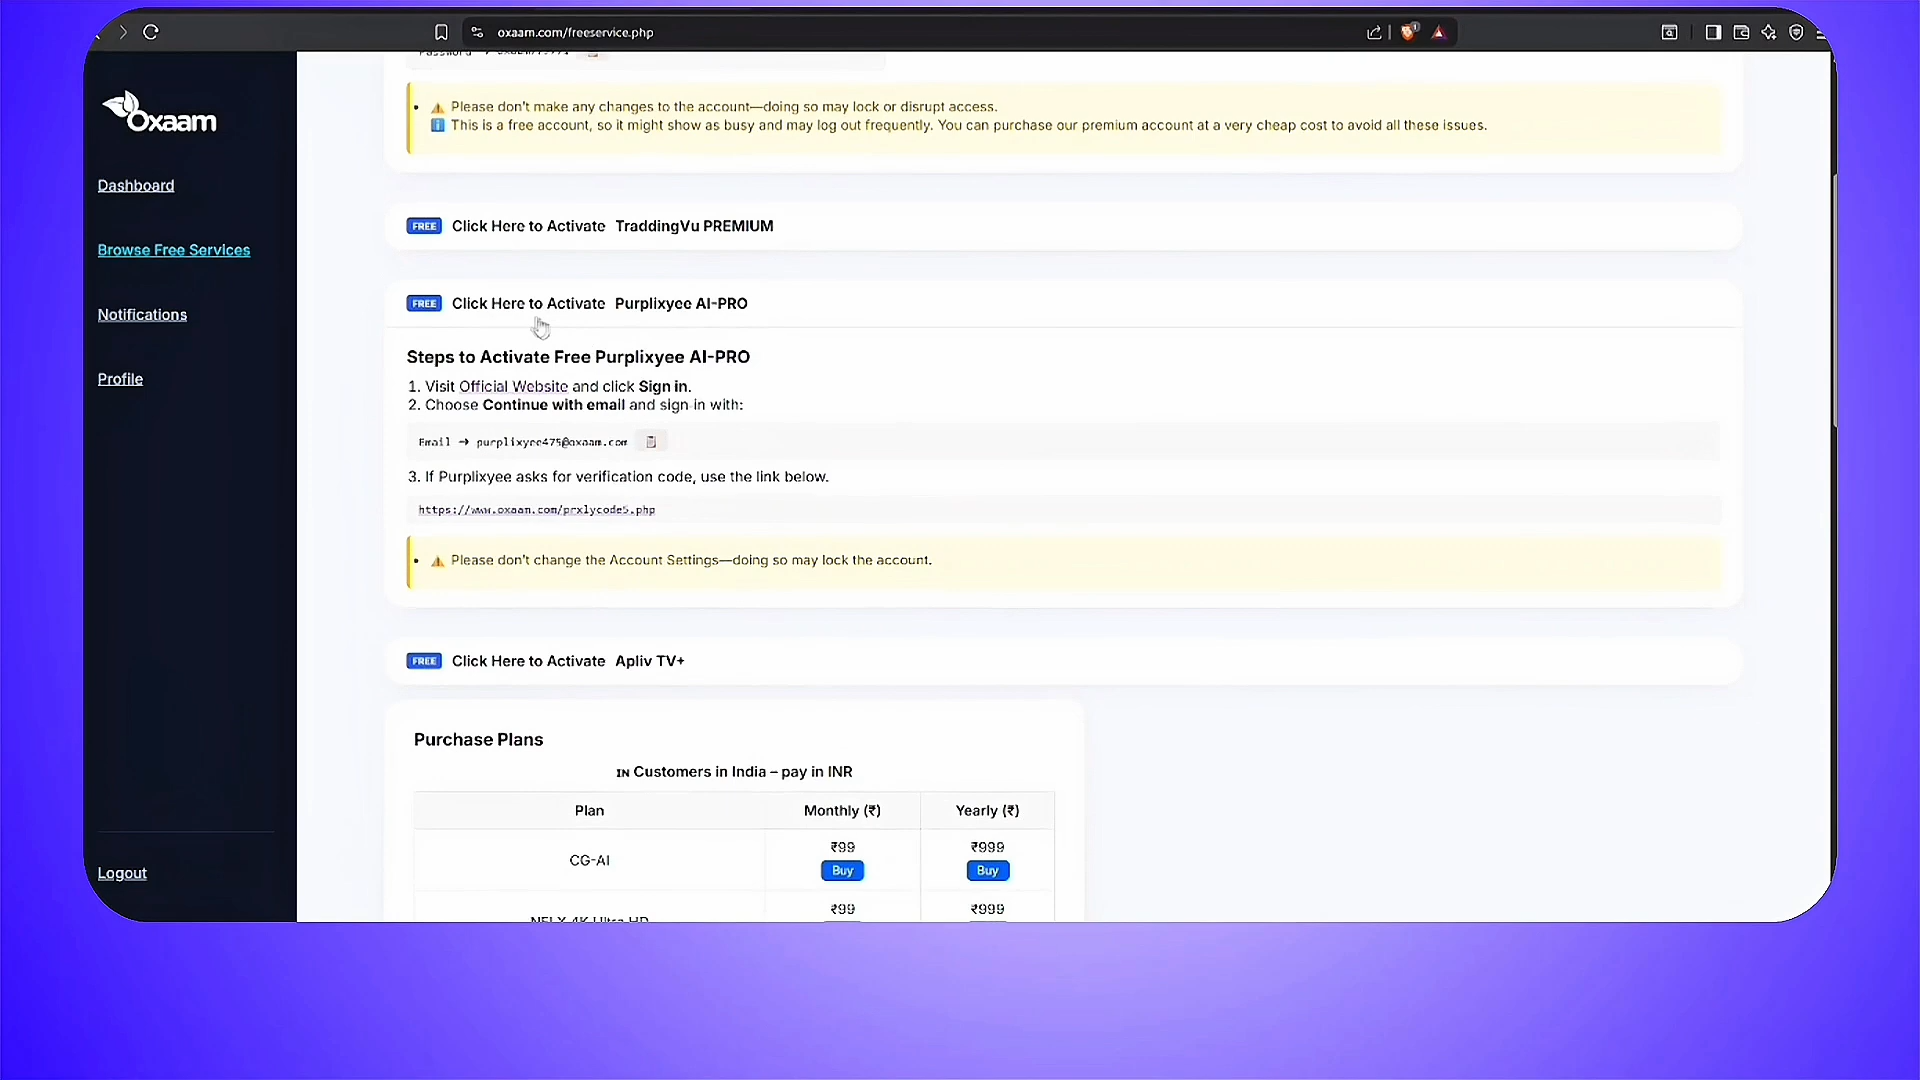 oxaam.com/freeservice.php
Oxaam
Dashboard
Browse Free Services
Notifications
Profile
Logout
⚠️ Please don't make any changes to the account—doing so may lock or disrupt access.
ℹ️ This is a free account, so it might show as busy and may log out frequently. You can purchase our premium account at a very cheap cost to avoid all these issues.
FREE Click Here to Activate TraddingVu PREMIUM
FREE Click Here to Activate Purplixyee AI-PRO
Steps to Activate Free Purplixyee AI-PRO
1. Visit Official Website and click Sign in.
2. Choose Continue with email and sign-in with:
Email ➜ purplixyee475@oxaam.com
3. If Purplixyee asks for verification code, use the link below.
https://www.oxaam.com/prxlycode5.php
⚠️ Please don't change the Account Settings—doing so may lock the account.
FREE Click Here to Activate Apliv TV+
Purchase Plans
IN Customers in India – pay in INR
Plan Monthly (₹) Yearly (₹)
CG-AI ₹99 ₹999
Buy Buy
₹99 ₹999